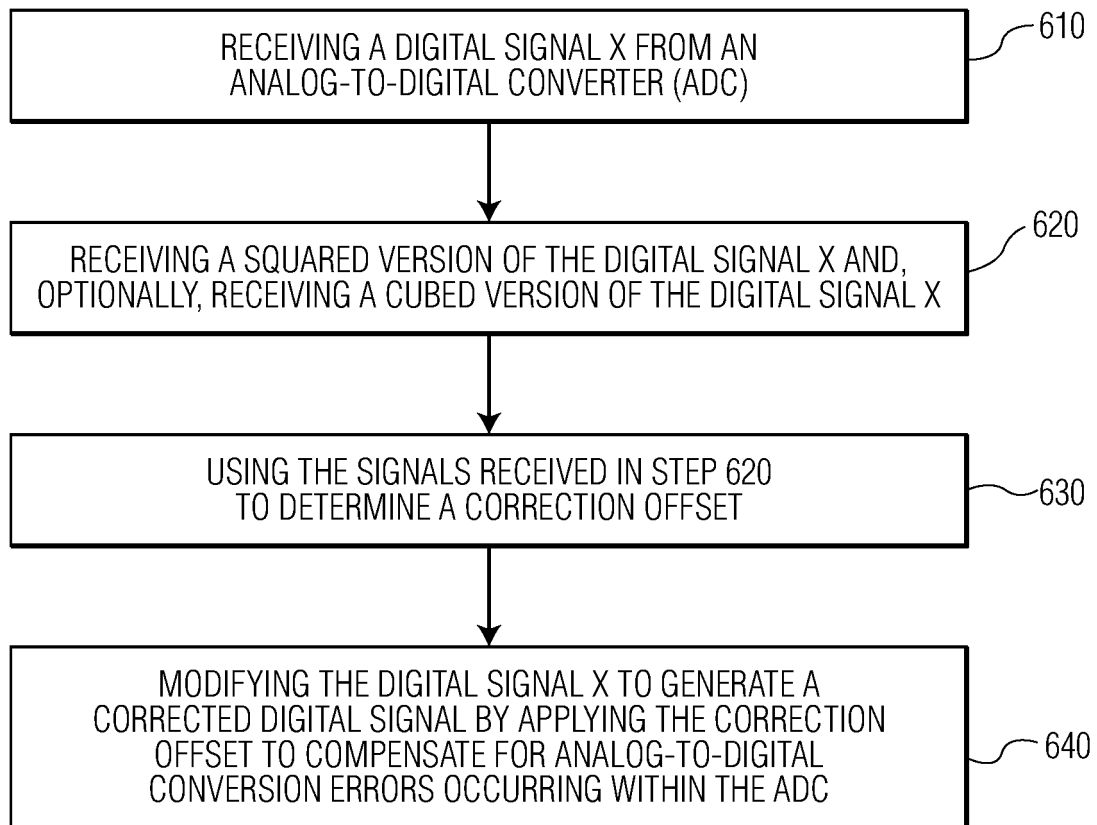 RECEIVING A DIGITAL SIGNAL X FROM AN
ANALOG-TO-DIGITAL CONVERTER (ADC)
610
RECEIVING A SQUARED VERSION OF THE DIGITAL SIGNAL X AND,
OPTIONALLY, RECEIVING A CUBED VERSION OF THE DIGITAL SIGNAL X
620
USING THE SIGNALS RECEIVED IN STEP 620
TO DETERMINE A CORRECTION OFFSET
630
MODIFYING THE DIGITAL SIGNAL X TO GENERATE A
CORRECTED DIGITAL SIGNAL BY APPLYING THE CORRECTION
OFFSET TO COMPENSATE FOR ANALOG-TO-DIGITAL
CONVERSION ERRORS OCCURRING WITHIN THE ADC
640